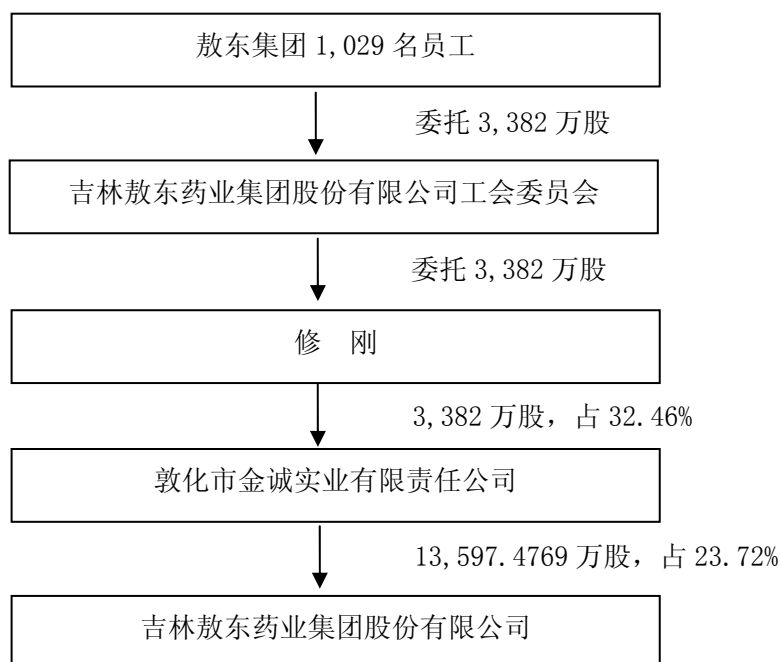 敖东集团 1,029 名员工
委托 3,382 万股
吉林敖东药业集团股份有限公司工会委员会
委托 3,382 万股
修 刚
3,382 万股，占 32.46%
敦化市金诚实业有限责任公司
13,597.4769 万股，占 23.72%
吉林敖东药业集团股份有限公司